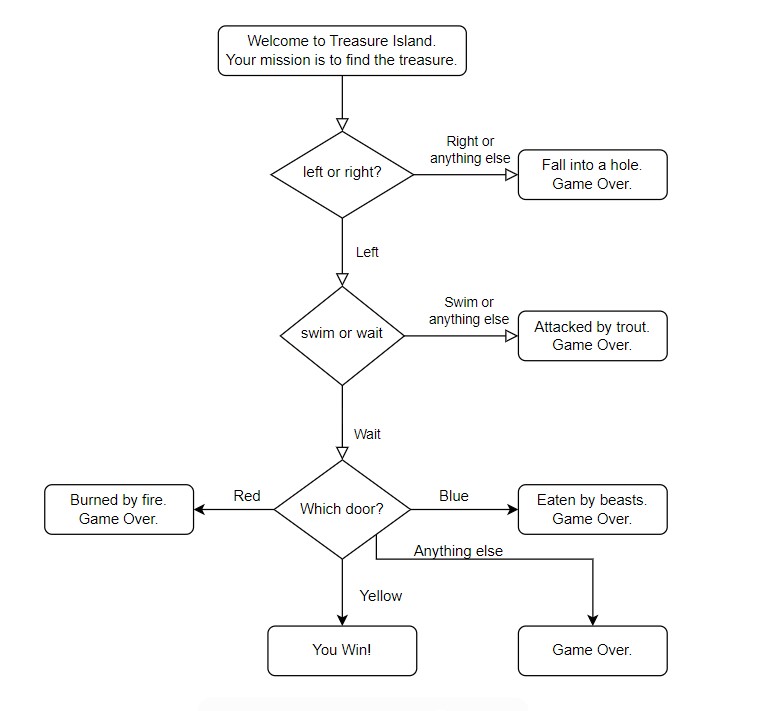 Welcome to Treasure Island.
Your mission is to find the treasure.
left or right?
Right or
anything else
Fall into a hole.
Game Over.
Left
swim or wait
Swim or
anything else
Attacked by trout.
Game Over.
Wait
Burned by fire.
Game Over.
Red
Which door?
Blue
Eaten by beasts.
Game Over.
Anything else
Yellow
You Win!
Game Over.